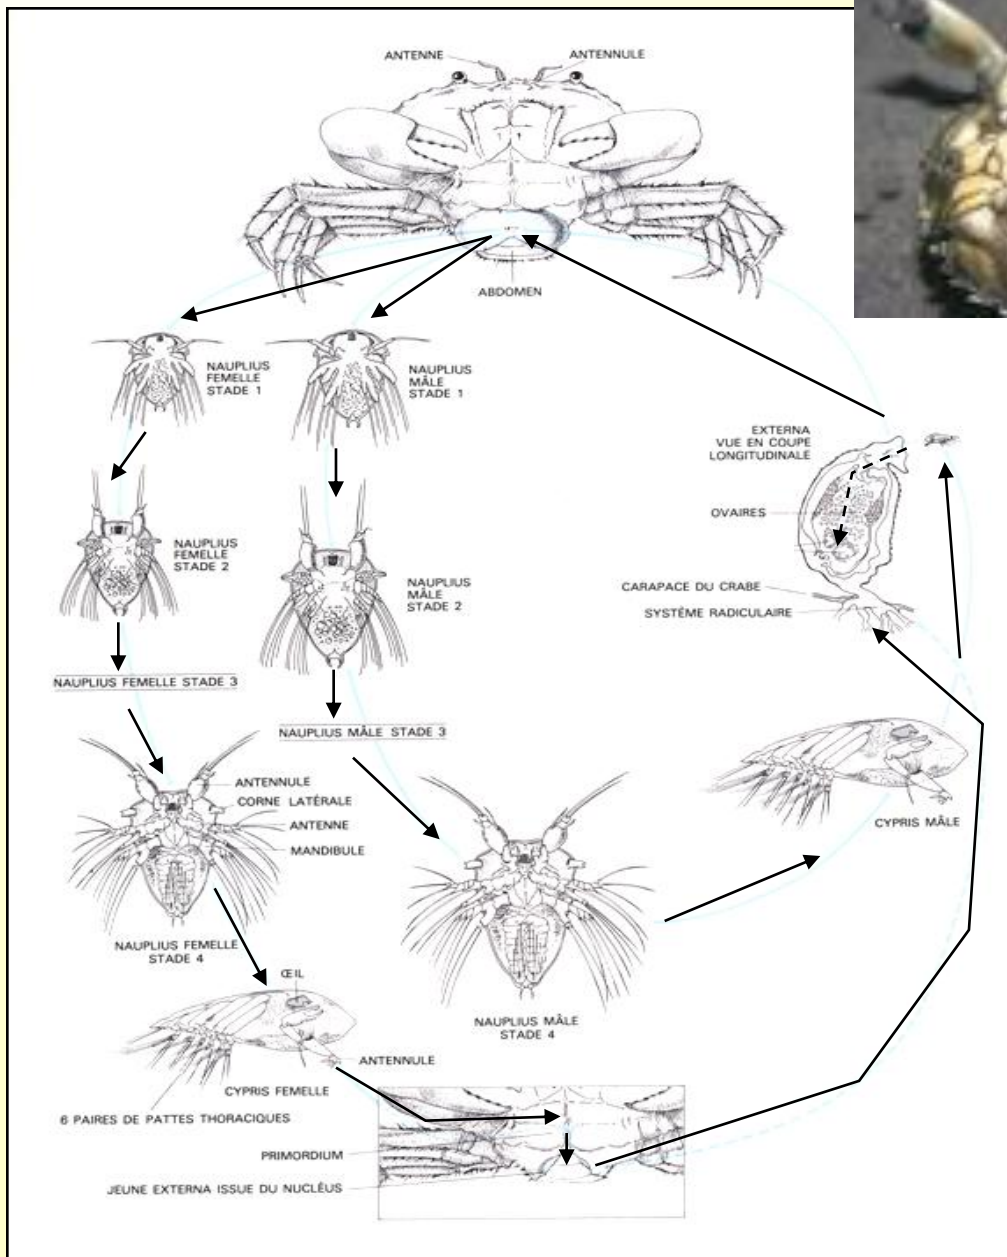 ANTENNE
ANTENNULE
ABDOMEN
NAUPLIUS
FEMELLE
STADE 1
NAUPLIUS
MÂLE
STADE 1
EXTERNA
VUE EN COUPE
LONGITUDINALE
OVAIRES
NAUPLIUS
FEMELLE
STADE 2
NAUPLIUS
MÂLE
STADE 2
CARAPACE DU CRABE
SYSTÈME RADICULAIRE
NAUPLIUS FEMELLE STADE 3
NAUPLIUS MÂLE STADE 3
ANTENNULE
CORNE LATÉRALE
ANTENNE
MANDIBULE
CYPRIS MÂLE
NAUPLIUS FEMELLE
STADE 4
ŒIL
NAUPLIUS MÂLE
STADE 4
ANTENNULE
CYPRIS FEMELLE
6 PAIRES DE PATTES THORACIQUES
PRIMORDIUM
JEUNE EXTERNA ISSUE DU NUCLÉUS